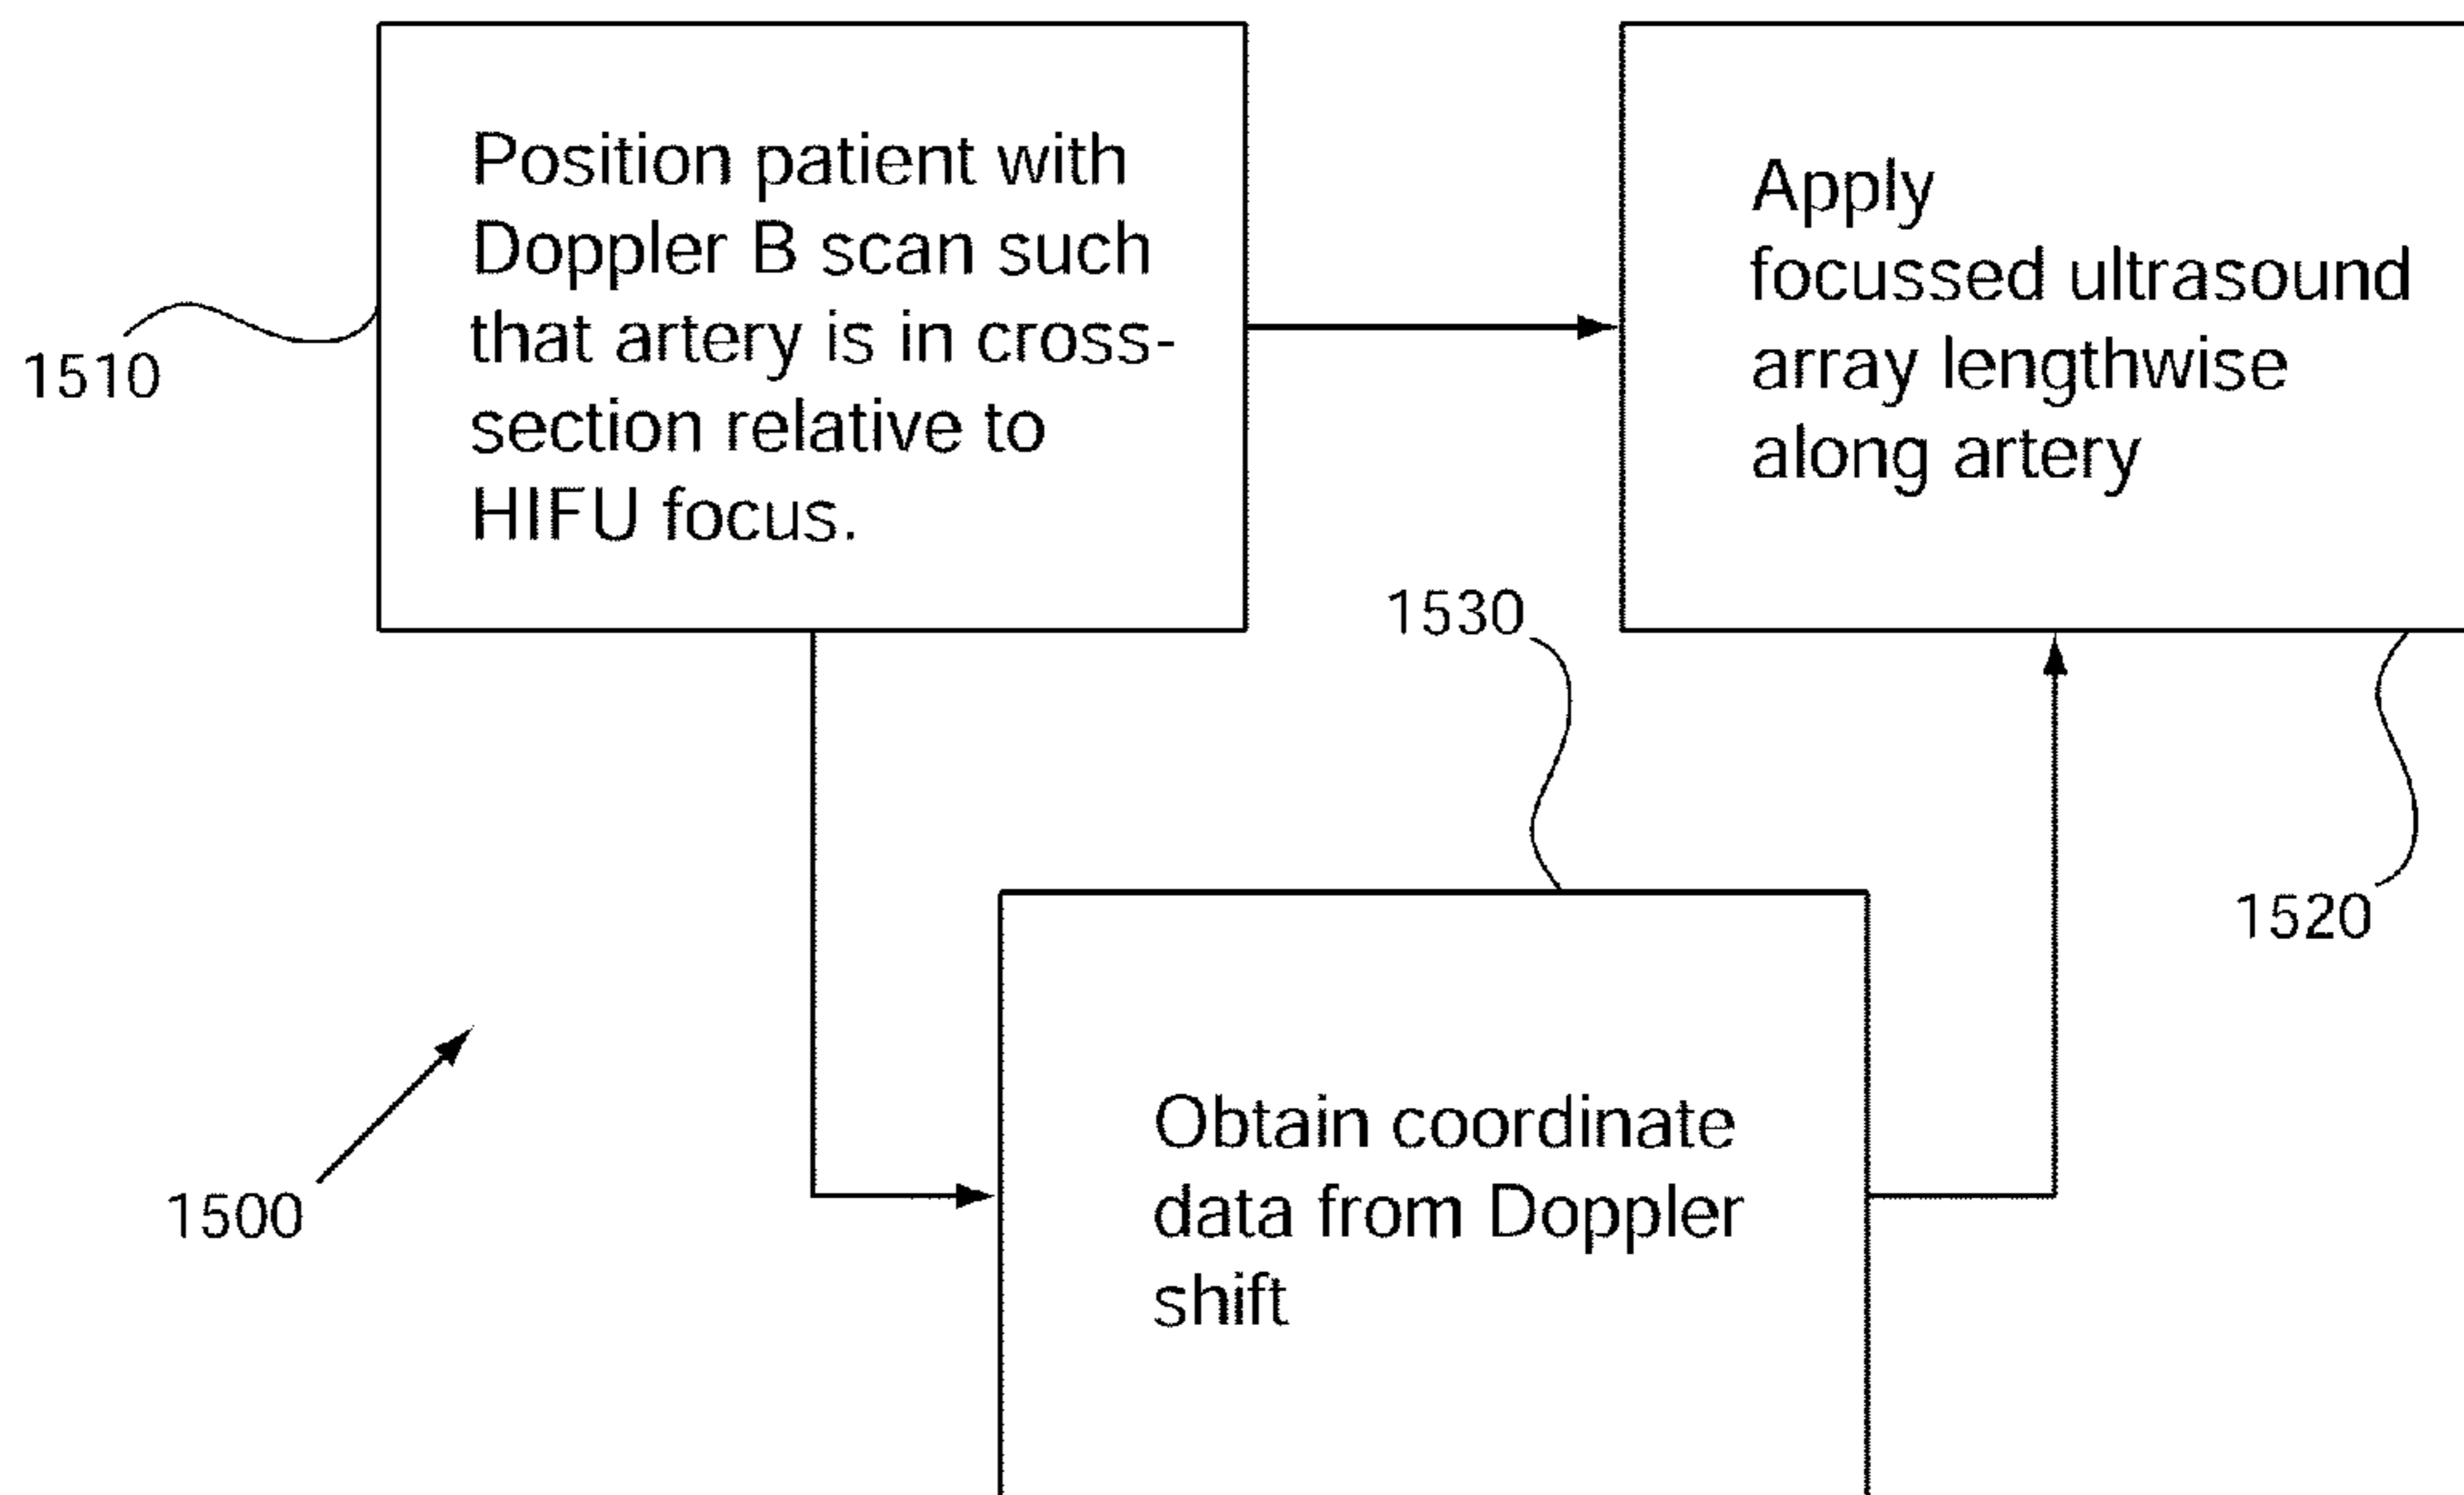 Position patient with
Doppler B scan such
that artery is in cross-
section relative to
HIFU focus.
1510
Apply
focussed ultrasound
array lengthwise
along artery
1530
1520
Obtain coordinate
data from Doppler
shift
1500